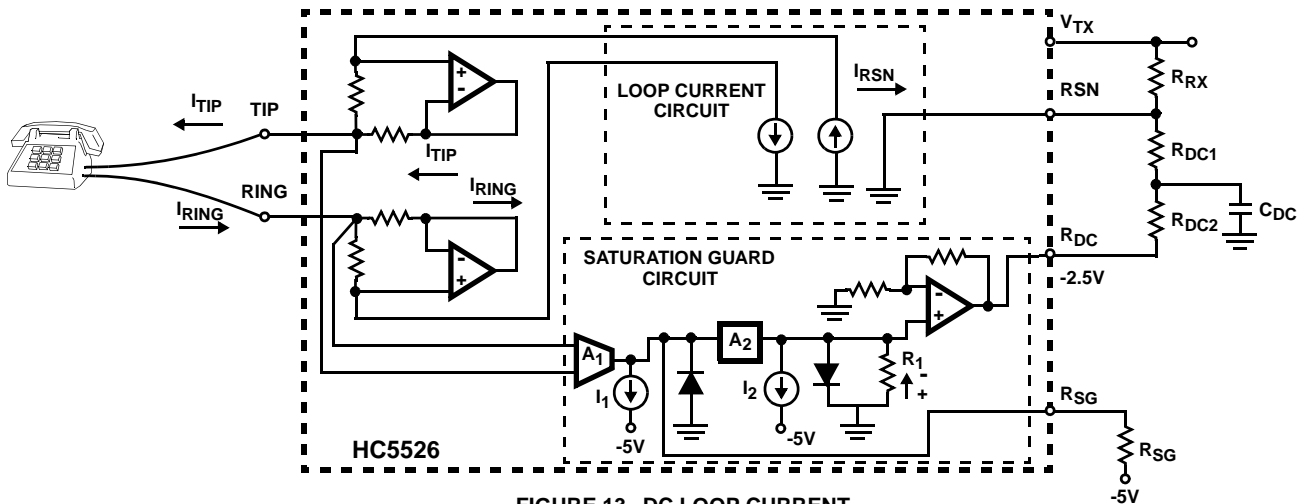 V_TX
R_RX
RSN
I_RSN
LOOP CURRENT
CIRCUIT
I_TIP
TIP
+
-
I_TIP
R_DC1
I_RING
RING
I_RING
C_DC
R_DC2
R_DC
-2.5V
-
+
SATURATION GUARD
CIRCUIT
-
+
A_1
A_2
R_1
-
+
I_1
I_2
-5V
-5V
R_SG
R_SG
-5V
HC5526
FIGURE 13. DC LOOP CURRENT